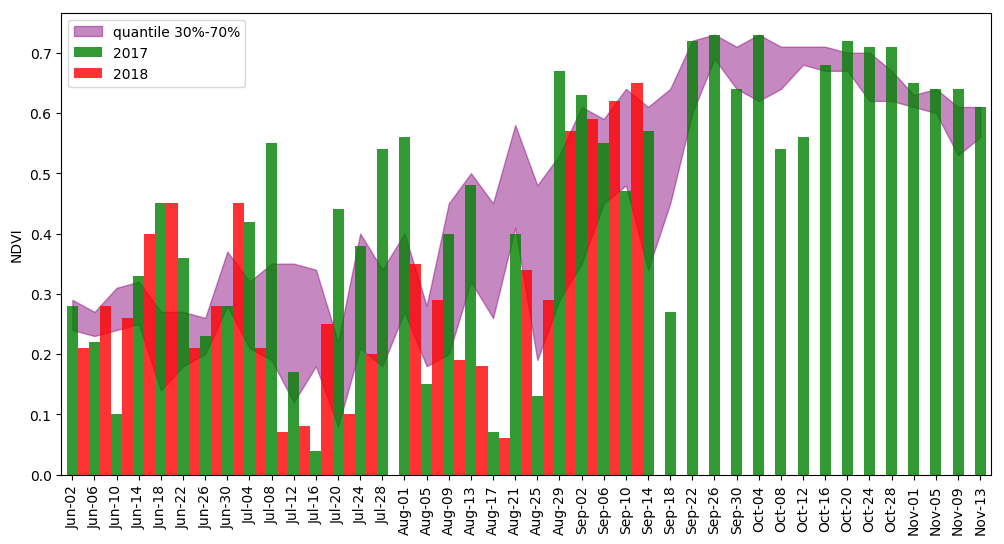 quantile 30%-70%
2017
2018
NDVI
0.7
0.6
0.5
0.4
0.3
0.2
0.1
0.0
Jun-02
Jun-06
Jun-10
Jun-14
Jun-18
Jun-22
Jun-26
Jun-30
Jul-04
Jul-08
Jul-12
Jul-16
Jul-20
Jul-24
Jul-28
Aug-01
Aug-05
Aug-09
Aug-13
Aug-17
Aug-21
Aug-25
Aug-29
Sep-02
Sep-06
Sep-10
Sep-14
Sep-18
Sep-22
Sep-26
Sep-30
Oct-04
Oct-08
Oct-12
Oct-16
Oct-20
Oct-24
Oct-28
Nov-01
Nov-05
Nov-09
Nov-13